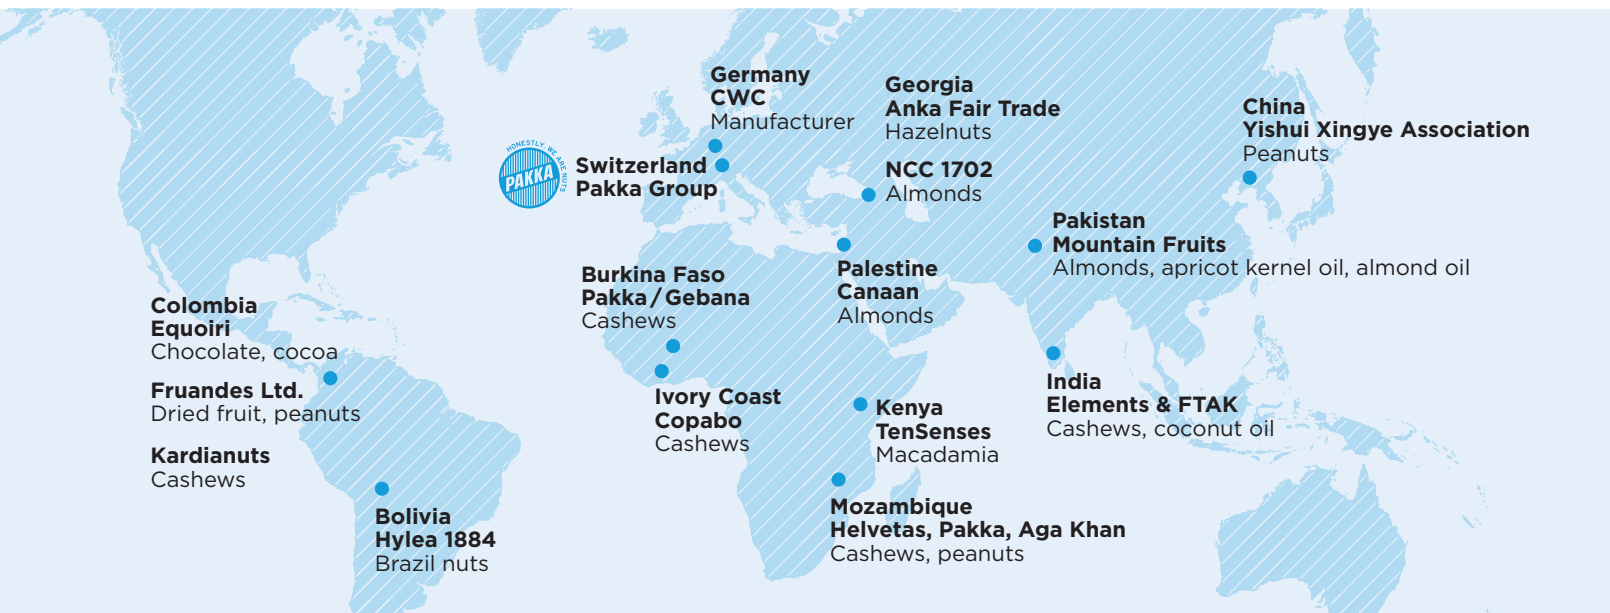 Germany
CWC
Manufacturer
Georgia
Anka Fair Trade
Hazelnuts
NCC 1702
Almonds
China
Yishui Xingye Association
Peanuts
HONESTLY WE ARE NUTS
PAKKA
Switzerland
Pakka Group
Pakistan
Mountain Fruits
Almonds, apricot kernel oil, almond oil
Burkina Faso
Pakka/Gebana
Cashews
Palestine
Canaan
Almonds
Colombia
Equoiri
Chocolate, cocoa
Fruandes Ltd.
Dried fruit, peanuts
Kardianuts
Cashews
Ivory Coast
Copabo
Cashews
Kenya
TenSenses
Macadamia
India
Elements & FTAK
Cashews, coconut oil
Bolivia
Hylea 1884
Brazil nuts
Mozambique
Helvetas, Pakka, Aga Khan
Cashews, peanuts